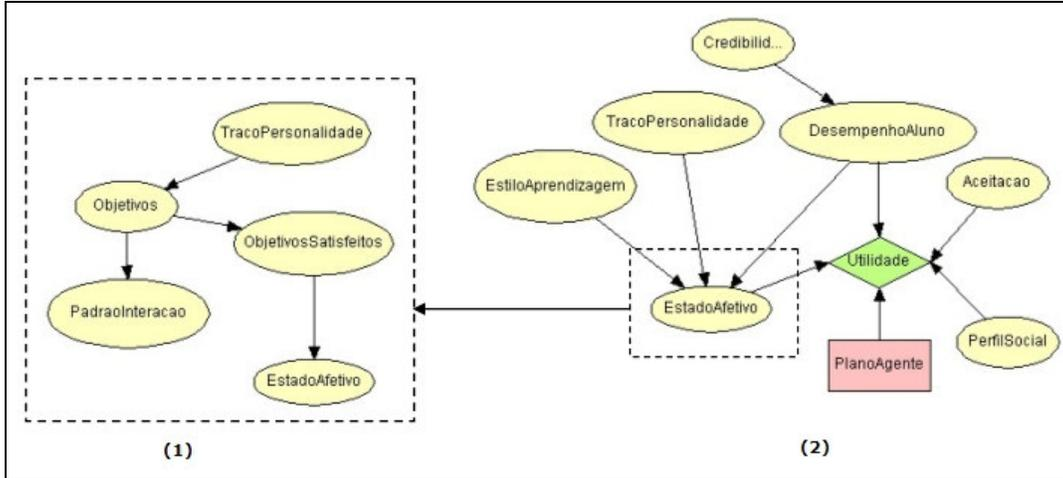 TracoPersonalidade
Objetivos
ObjetivosSatisfeitos
PadraoInteracao
EstadoAfetivo
(1)
Credibilid...
TracoPersonalidade
DesempenhoAluno
EstiloAprendizagem
Aceitacao
Utilidade
EstadoAfetivo
PerfilSocial
PlanoAgente
(2)